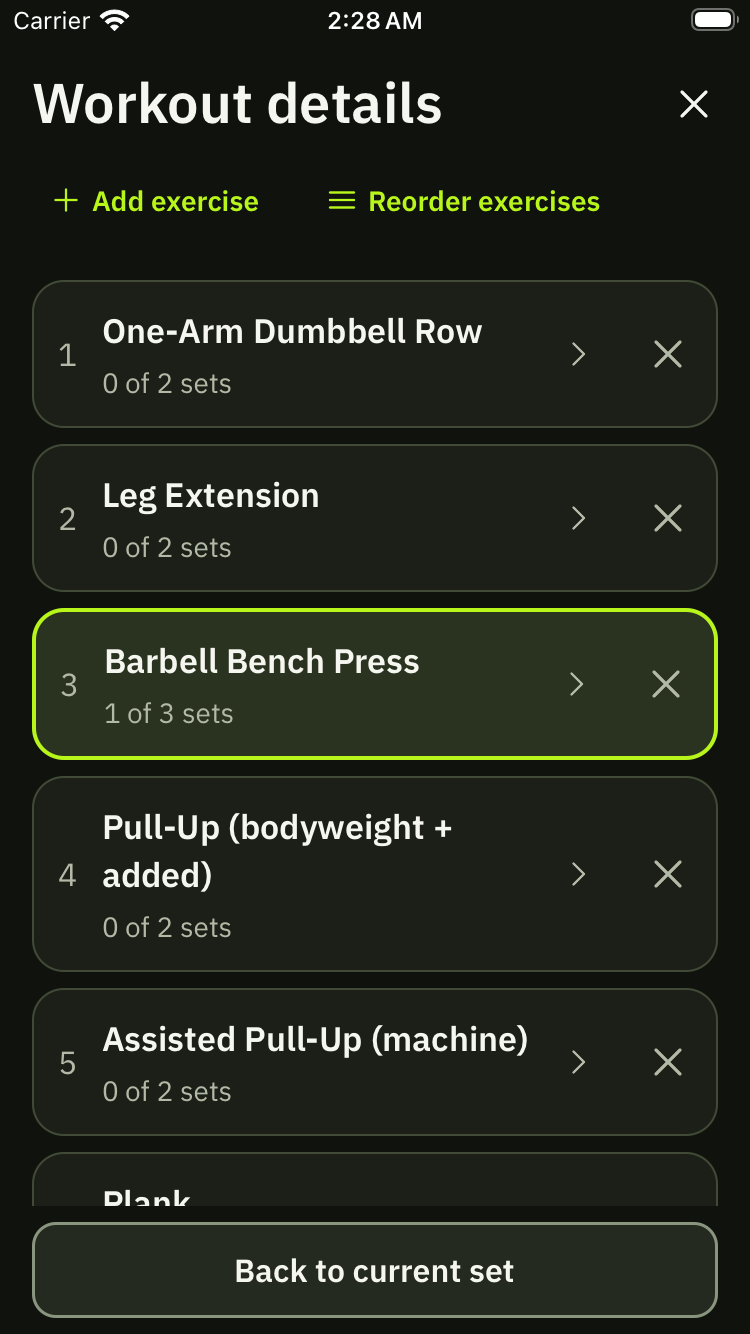 Carrier
2:28 AM
Workout details
Add exercise
Reorder exercises
1
One-Arm Dumbbell Row
0 of 2 sets
2
Leg Extension
0 of 2 sets
3
Barbell Bench Press
1 of 3 sets
4
Pull-Up (bodyweight +
added)
0 of 2 sets
5
Assisted Pull-Up (machine)
0 of 2 sets
Plank
Back to current set